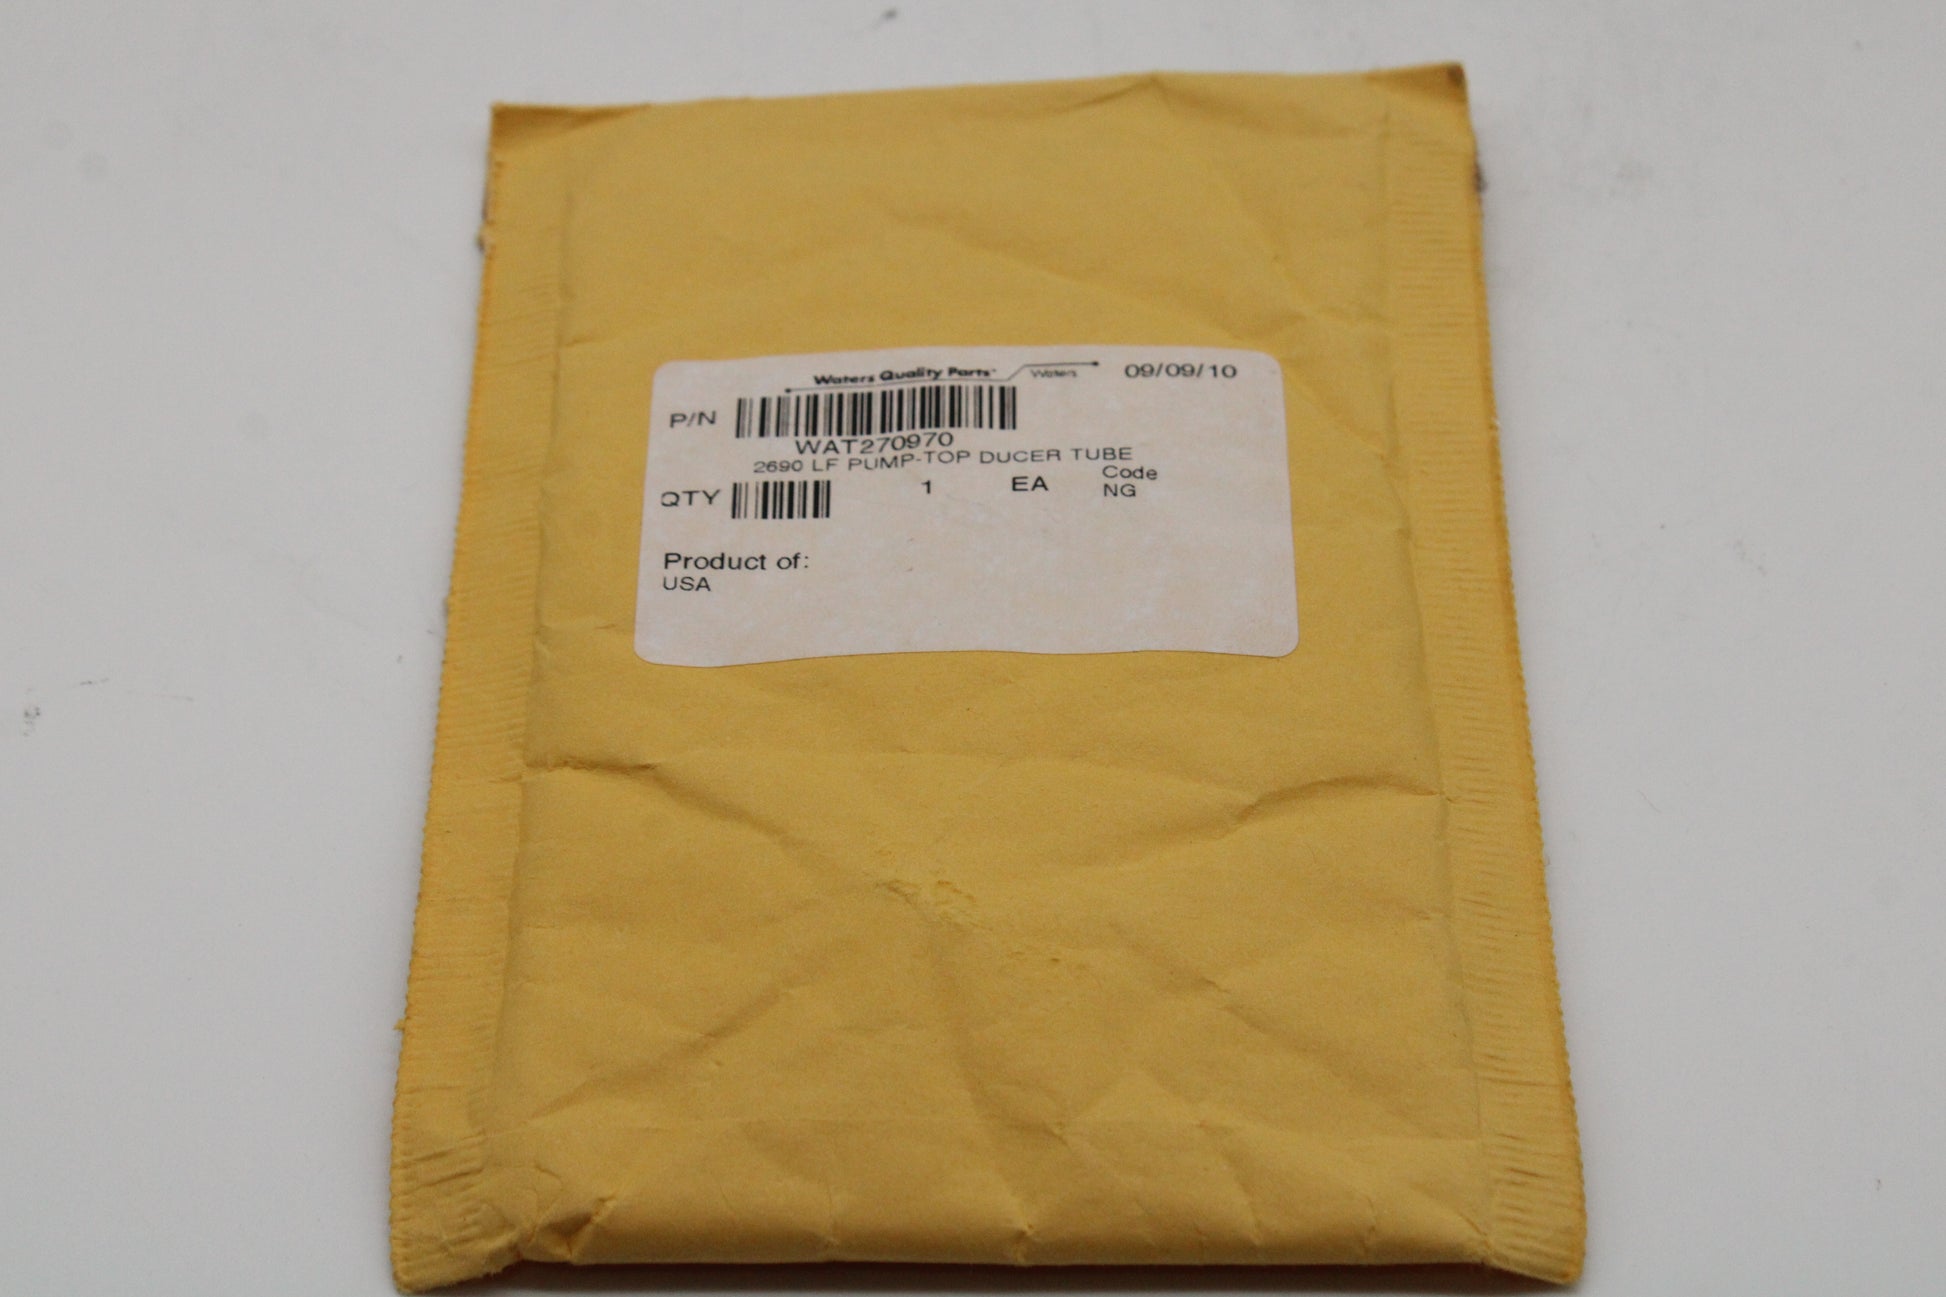 Waters Quality Parts Waters 09/09/10
P/N
WAT270970
2690 LF PUMP-TOP DUCER TUBE
QTY 1 EA Code
NG
Product of:
USA